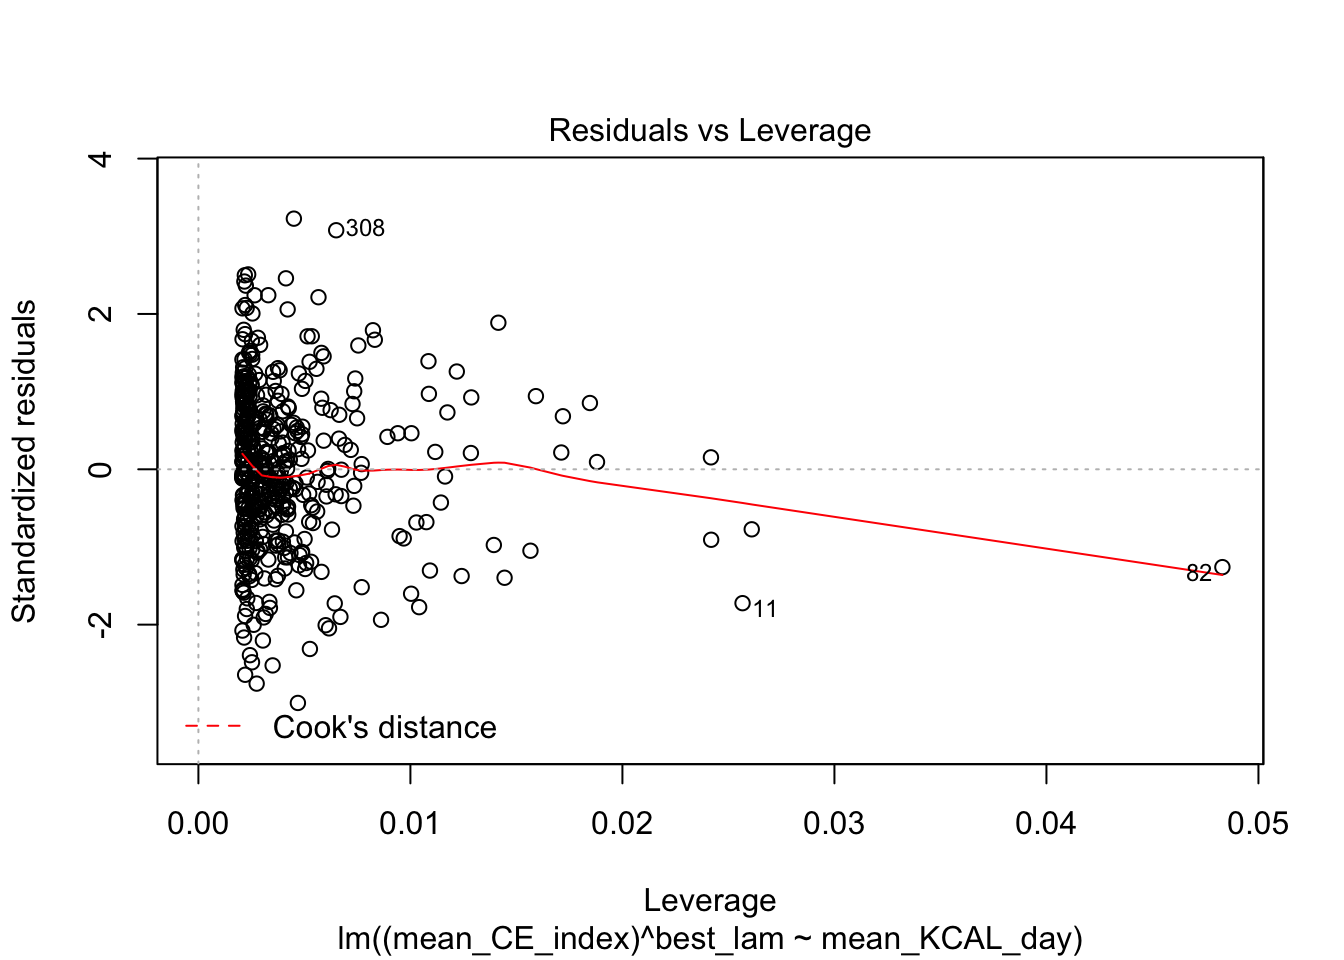 Residuals vs Leverage
4
2
0
-2
Standardized residuals
308
82
11
Cook's distance
0.00 0.01 0.02 0.03 0.04 0.05
Leverage
lm((mean_CE_index)^best_lam ~ mean_KCAL_day)